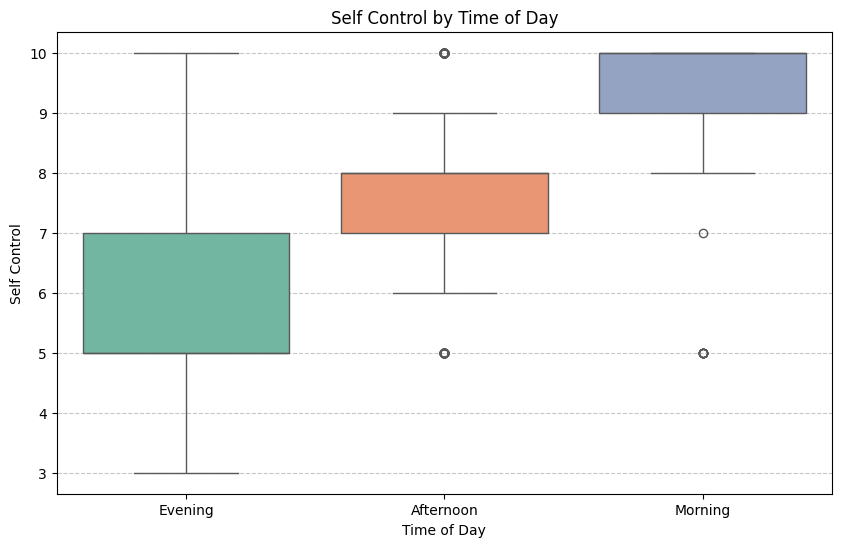 Self Control by Time of Day
10
9
8
7
6
5
4
3
Self Control
Evening
Afternoon
Morning
Time of Day